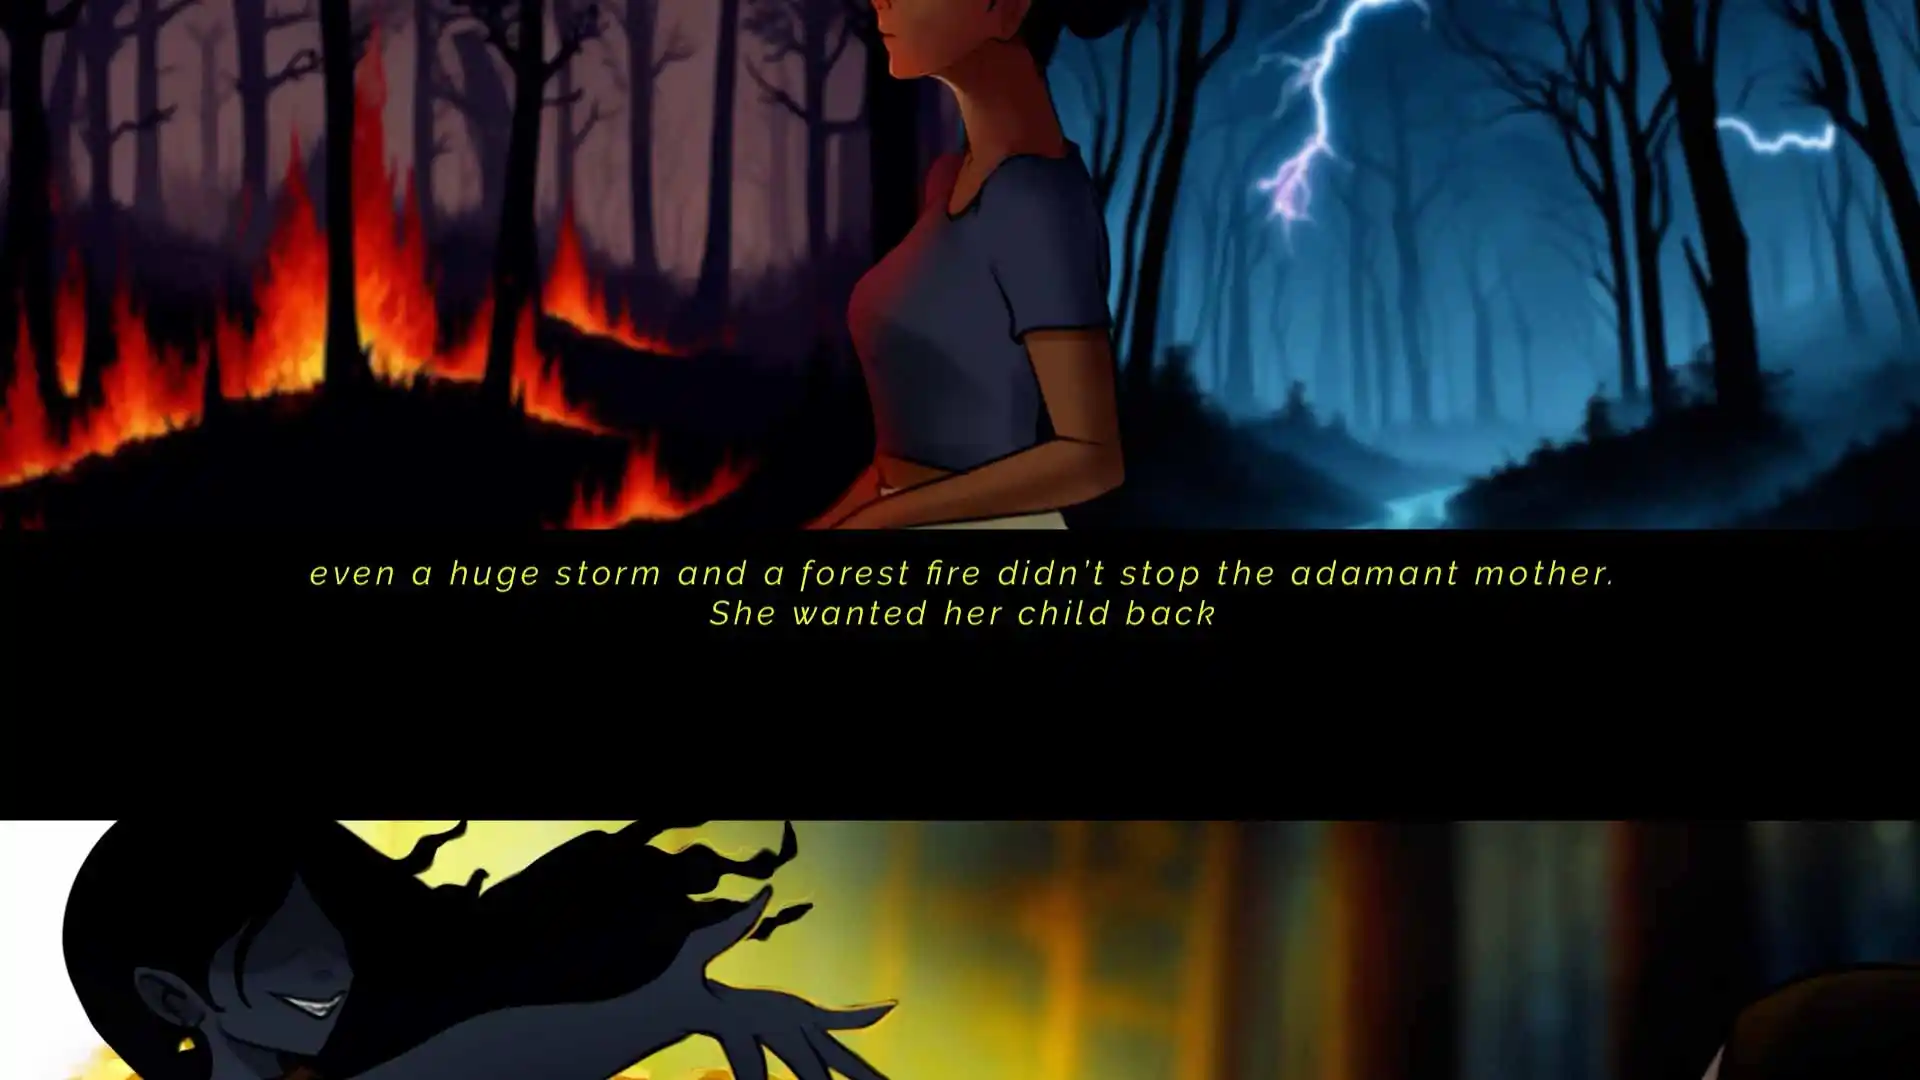 even a huge storm and a forest fire didn't stop the adamant mother.
She wanted her child back